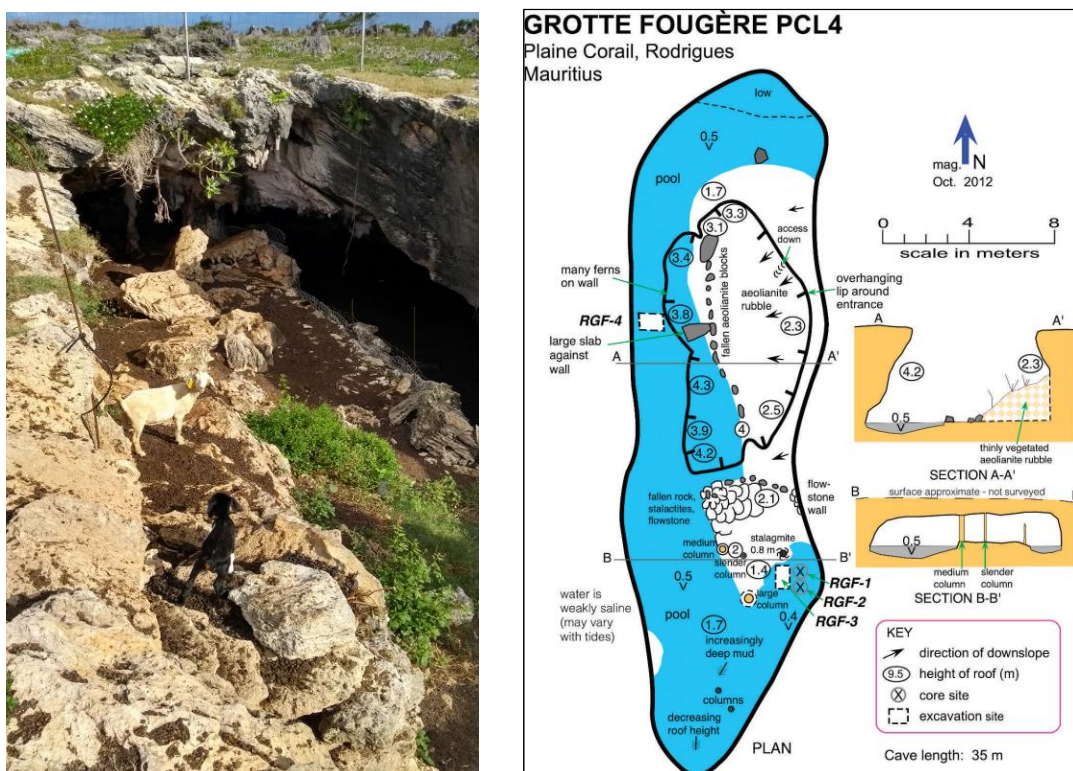 GROTTE FOUGÈRE PCL4
Plaine Corail, Rodrigues
Mauritius
low
0.5
pool
mag. N
Oct. 2012
0 4 8
scale in meters
1.7
3.3
3.1
3.4
access
down
many ferns
on wall
fallen aeolianite blocks
aeolianite
rubble
overhanging
lip around
entrance
3.8
RGF-4
2.3
large slab
against
wall
A
A'
4.3
2.5
3.9
4
4.2
A
A'
4.2
2.3
0.5
thinly vegetated
aeolianite rubble
SECTION A-A'
fallen rock,
stalactites,
flowstone
2.1
flow-
stone
wall
medium
column
2
stalagmite
0.8 m
slender
column
B
B'
1.4
0.5
RGF-1
RGF-2
RGF-3
large
column
0.4
water is
weakly saline
(may vary
with tides)
pool
1.7
increasingly
deep mud
columns
decreasing
roof height
PLAN
B
surface approximate - not surveyed
0.5
medium
column
slender
column
SECTION B-B'
KEY
direction of downslope
9.5 height of roof (m)
X core site
excavation site
Cave length: 35 m